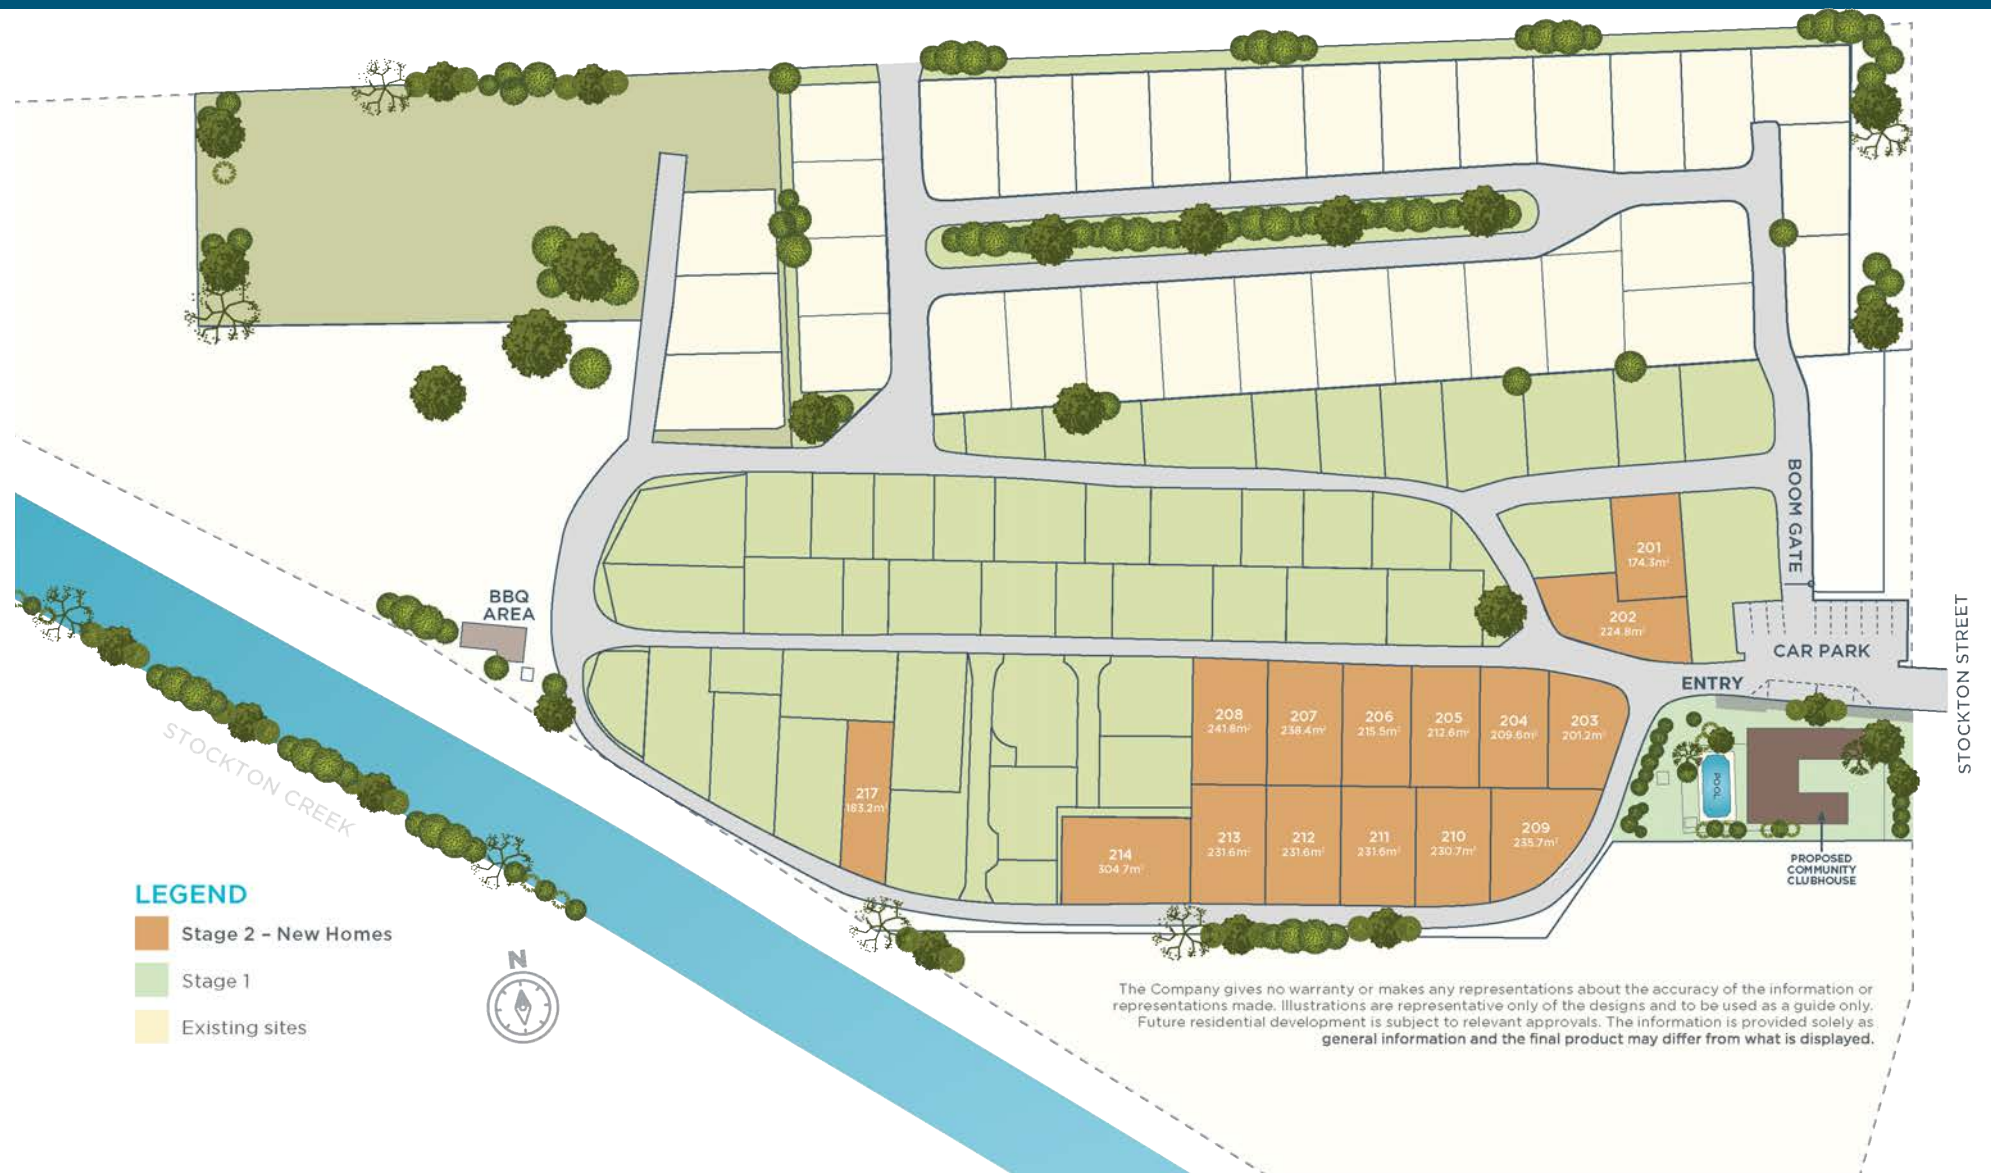 BOOM GATE
201
174.3m²
202
224.8m²
BBQ
AREA
CAR PARK
ENTRY
STOCKTON STREET
208
241.8m²
207
238.4m²
206
215.5m²
205
212.6m²
204
209.6m²
203
201.2m²
217
183.2m²
POOL
STOCKTON CREEK
214
304.7m²
213
231.6m²
212
231.6m²
211
231.6m²
210
230.7m²
209
235.7m²
PROPOSED
COMMUNITY
CLUBHOUSE
LEGEND
Stage 2 – New Homes
Stage 1
Existing sites
N
The Company gives no warranty or makes any representations about the accuracy of the information or
representations made. Illustrations are representative only of the designs and to be used as a guide only.
Future residential development is subject to relevant approvals. The information is provided solely as
general information and the final product may differ from what is displayed.